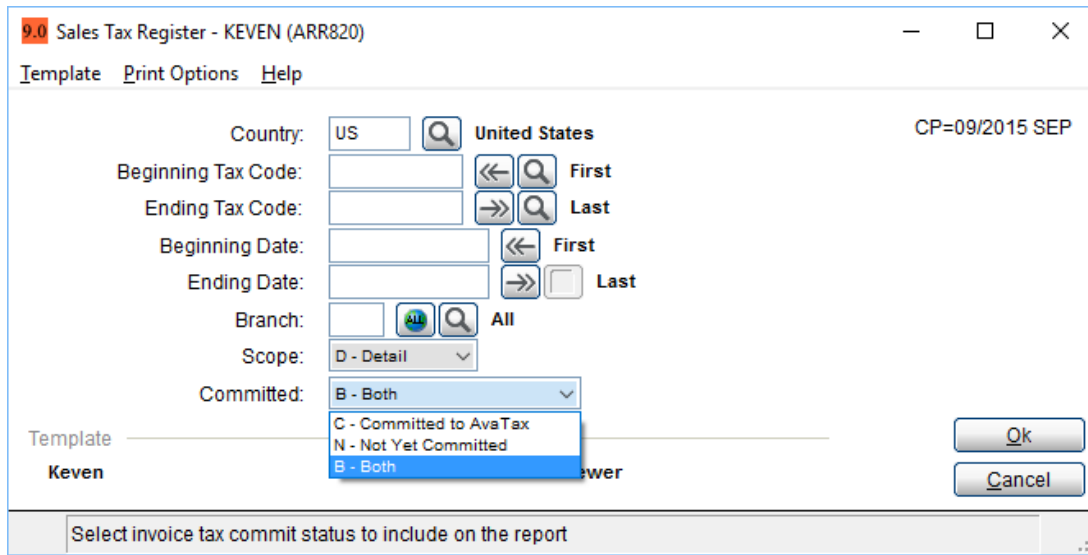 9.0 Sales Tax Register - KEVEN (ARR820)
Template Print Options Help
Country: US United States CP=09/2015 SEP
Beginning Tax Code: First
Ending Tax Code: Last
Beginning Date: First
Ending Date: Last
Branch: ALL All
Scope: D - Detail
Committed: B - Both
C - Committed to AvaTax
N - Not Yet Committed
B - Both
Template
Ok
Keven ewer
Cancel
Select invoice tax commit status to include on the report